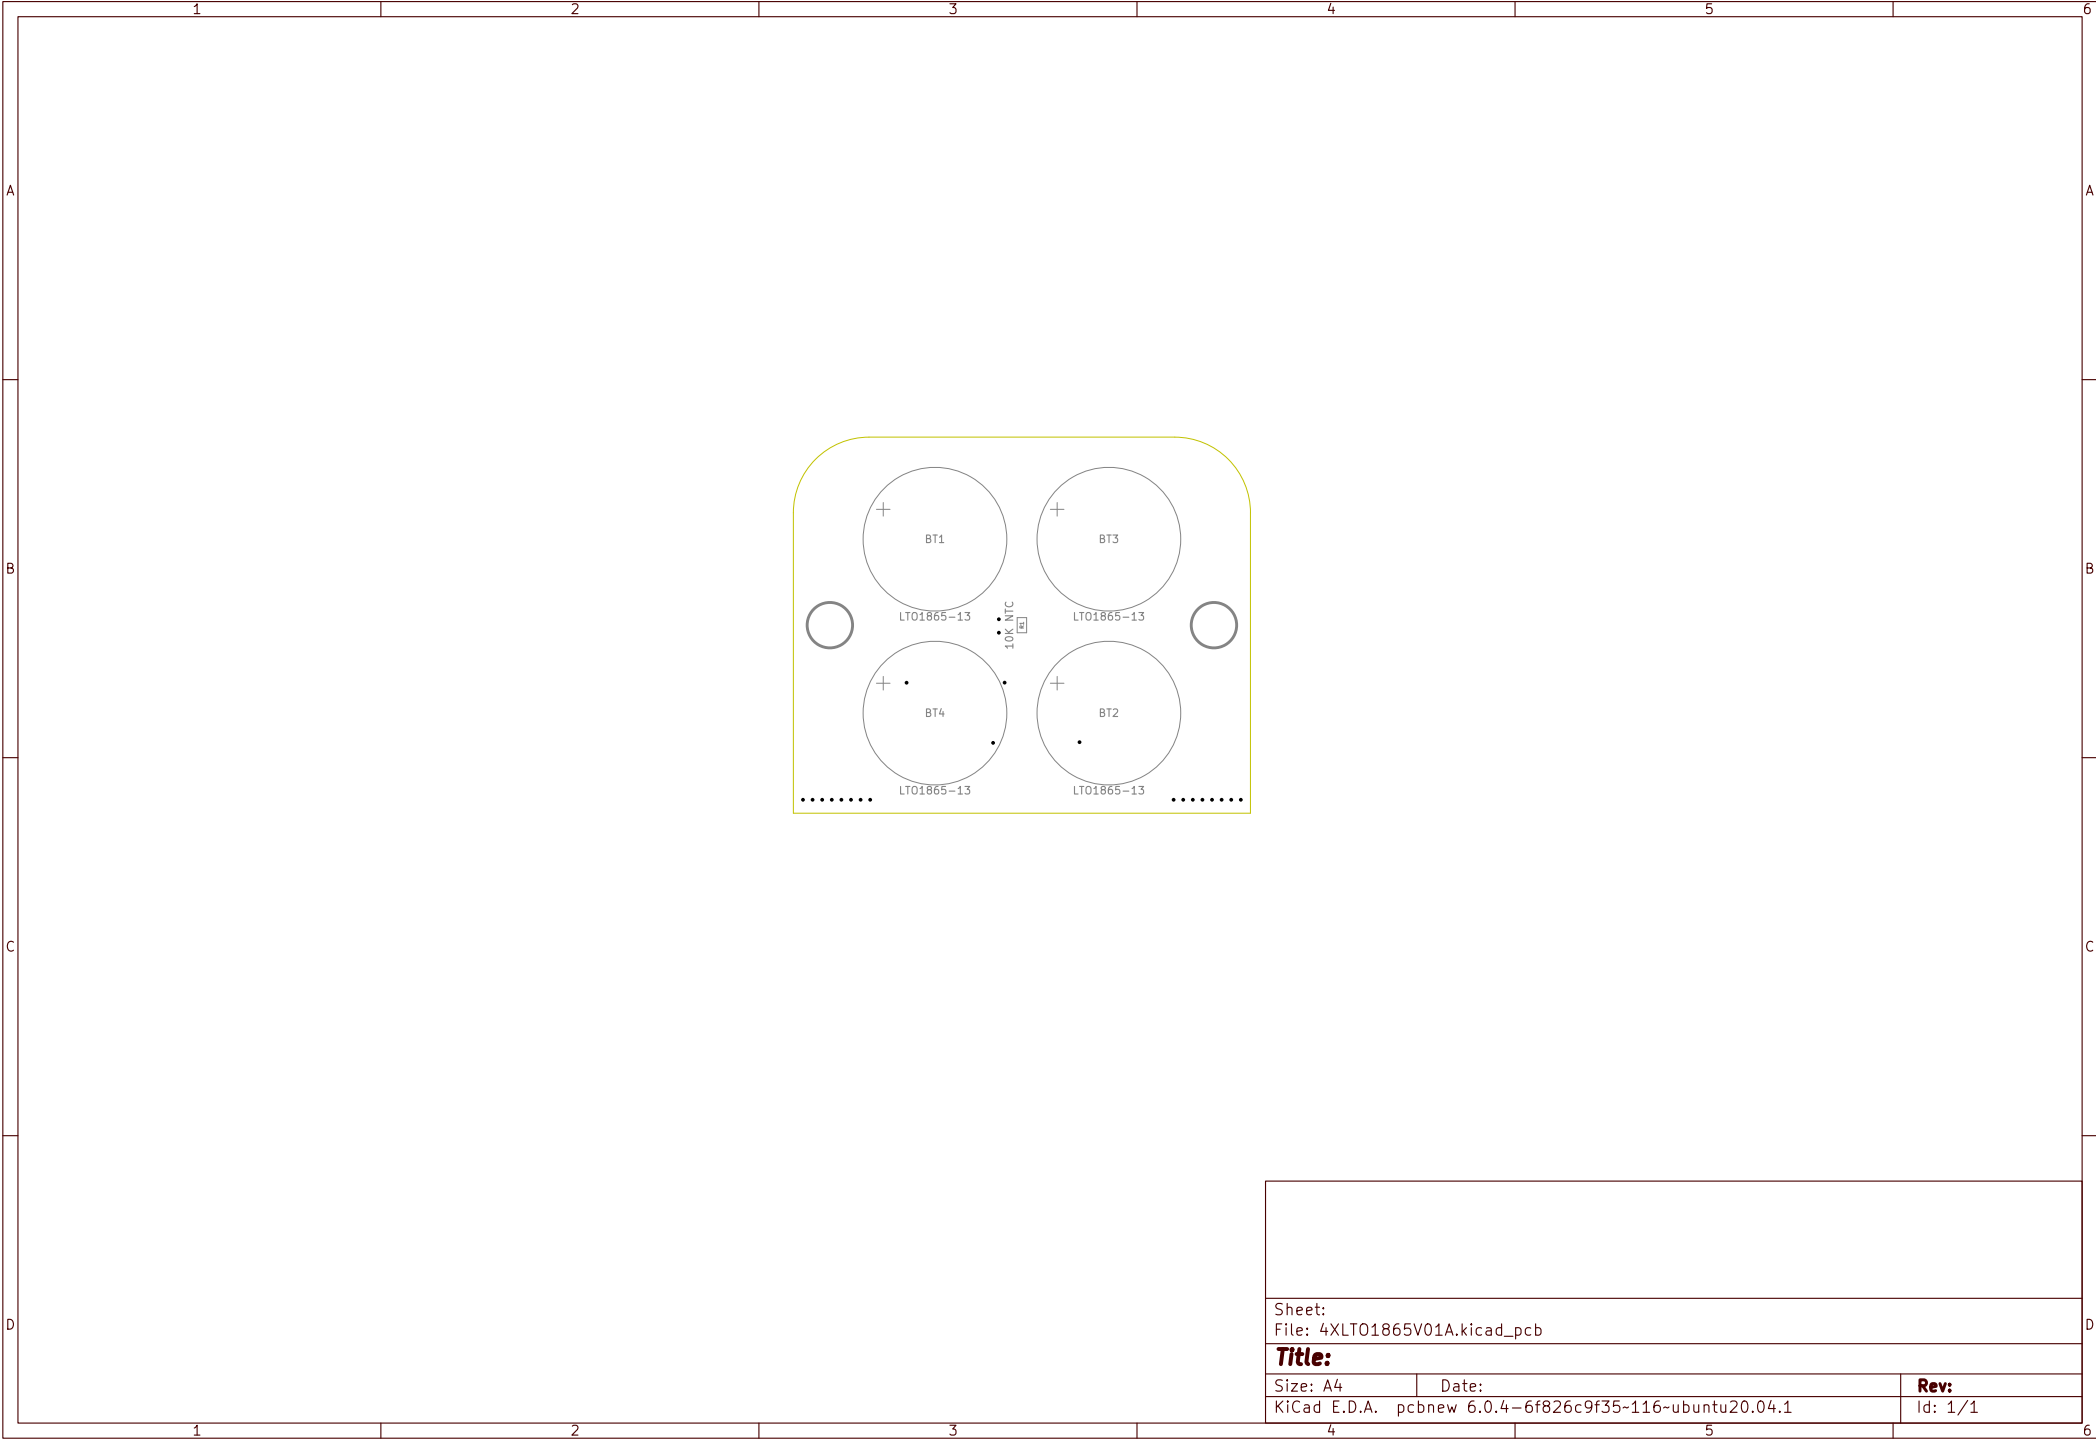 1 2 3 4 5 6
A A
BT1 BT3
B B
LTO1865-13 LTO1865-13
10K NTC
R1
BT4 BT2
LTO1865-13 LTO1865-13
C C
Sheet:
File: 4XLTO1865V01A.kicad_pcb
D D
Title:
Size: A4 Date: Rev:
KiCad E.D.A. pcbnew 6.0.4-6f826c9f35~116~ubuntu20.04.1 Id: 1/1
1 2 3 4 5 6